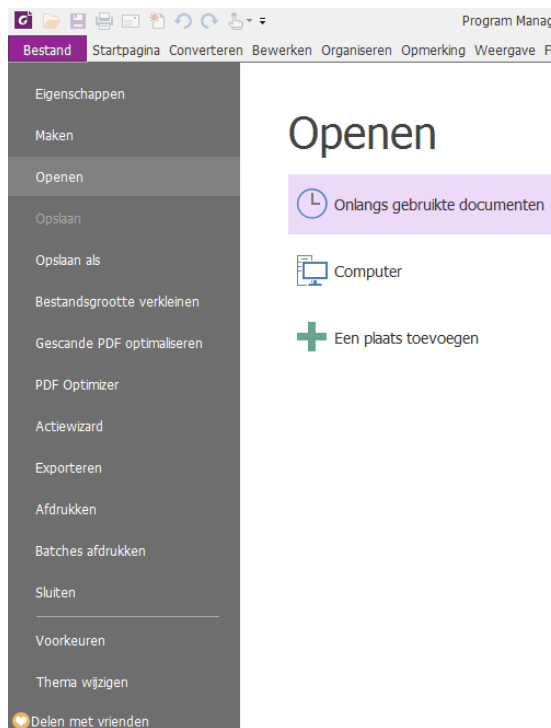 Program Manag
Bestand Startpagina Converteren Bewerken Organiseren Opmerking Weergave F
Eigenschappen
Maken
Openen
Opslaan
Opslaan als
Bestandsgrootte verkleinen
Gescande PDF optimaliseren
PDF Optimizer
Actiewizard
Exporteren
Afdrukken
Batches afdrukken
Sluiten
Voorkeuren
Thema wijzigen
Delen met vrienden
Openen
Onlangs gebruikte documenten
Computer
Een plaats toevoegen